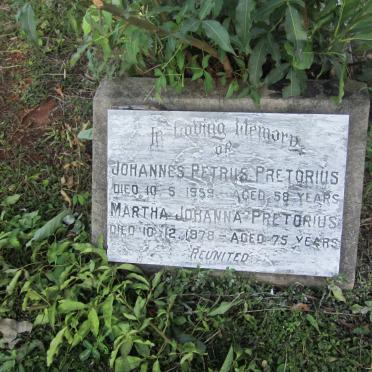 In Loving Memory
OF
JOHANNES PETRUS PRETORIUS
DIED 10·5·1959 - AGED 58 YEARS
MARTHA JOHANNA PRETORIUS
DIED 10·12·1978 - AGED 75 YEARS
REUNITED